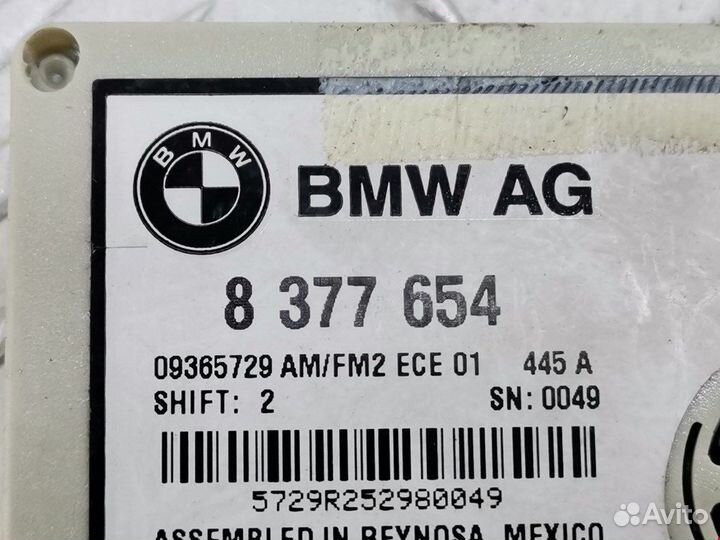 BMW
BMW AG
8 377 654
09365729 AM/FM2 ECE 01 445 A
SHIFT: 2 SN: 0049
5729R252980049
ASSEMBLED IN REYNOSA, MEXICO
Avito